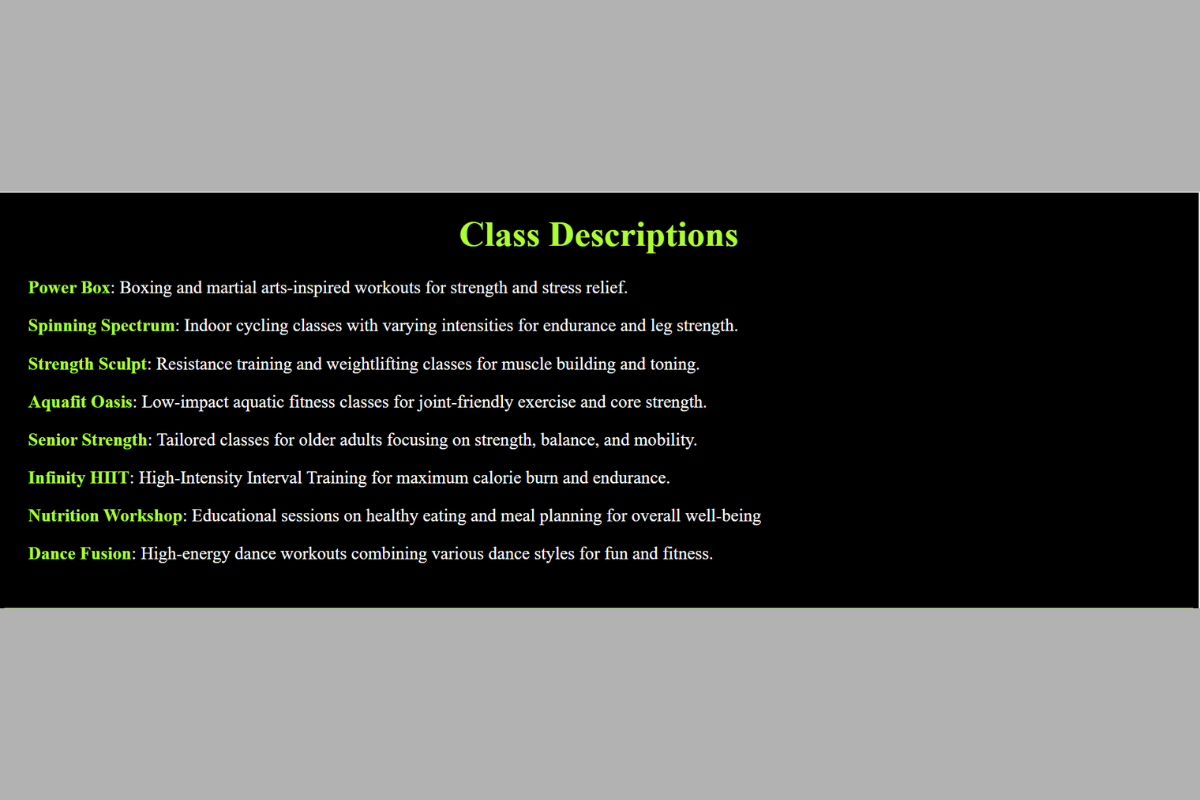 Class Descriptions
Power Box: Boxing and martial arts-inspired workouts for strength and stress relief.
Spinning Spectrum: Indoor cycling classes with varying intensities for endurance and leg strength.
Strength Sculpt: Resistance training and weightlifting classes for muscle building and toning.
Aquafit Oasis: Low-impact aquatic fitness classes for joint-friendly exercise and core strength.
Senior Strength: Tailored classes for older adults focusing on strength, balance, and mobility.
Infinity HIIT: High-Intensity Interval Training for maximum calorie burn and endurance.
Nutrition Workshop: Educational sessions on healthy eating and meal planning for overall well-being
Dance Fusion: High-energy dance workouts combining various dance styles for fun and fitness.